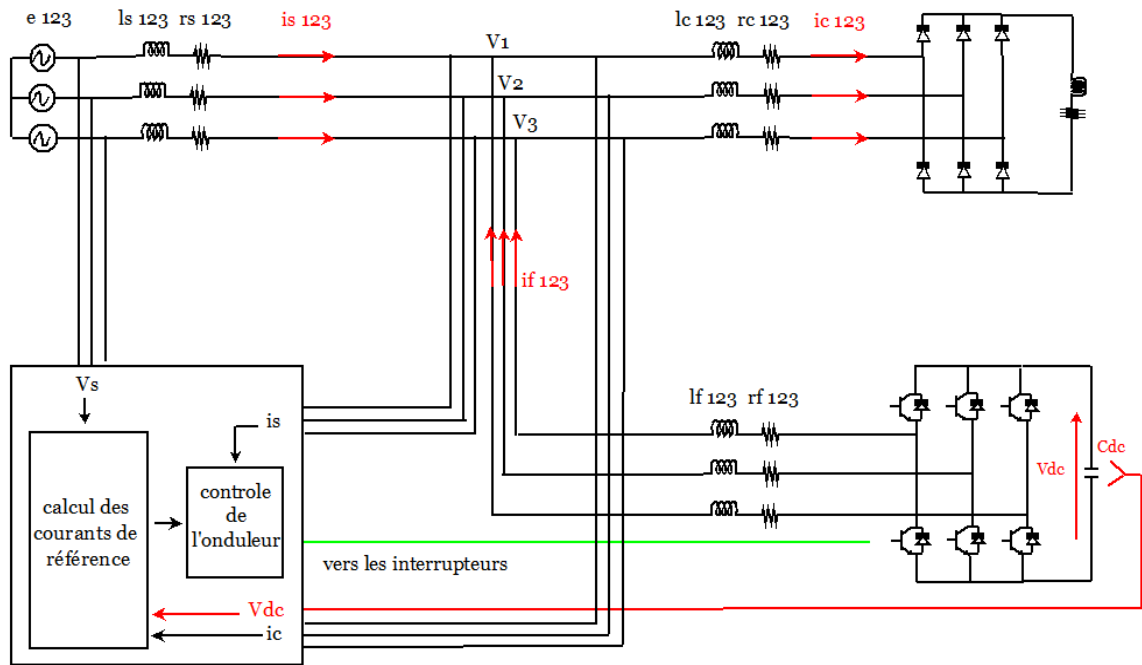 e 123
ls 123
rs 123
is 123
V1
V2
V3
lc 123
rc 123
ic 123
if 123
Vs
is
calcul des
courants de
référence
controle
de
l'onduleur
Vdc
ic
vers les interrupteurs
lf 123
rf 123
Vdc
Cdc